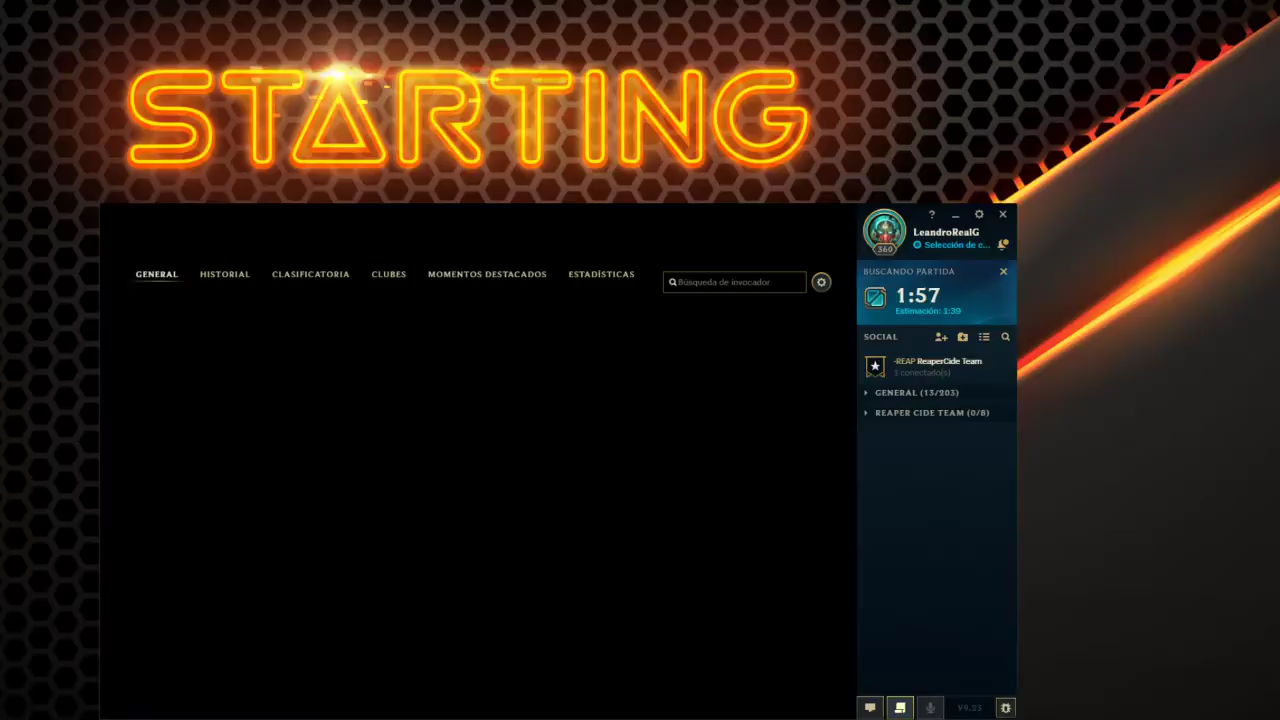 STARTING
?
LeandroRealG
360
Selección de c...
GENERAL
HISTORIAL
CLASIFICATORIA
CLUBES
MOMENTOS DESTACADOS
ESTADÍSTICAS
Búsqueda de invocador
BUSCANDO PARTIDA
1:57
Estimación: 1:39
SOCIAL
-REAP ReaperCide Team
1 conectado(s)
GENERAL (13/203)
REAPER CIDE TEAM (0/8)
V9.23